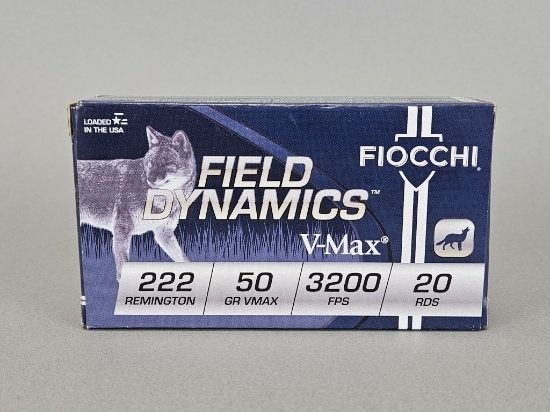 LOADED
IN THE USA
FIELD
DYNAMICS™
V-Max®
FIOCCHI
222
REMINGTON
50
GR VMAX
3200
FPS
20
RDS